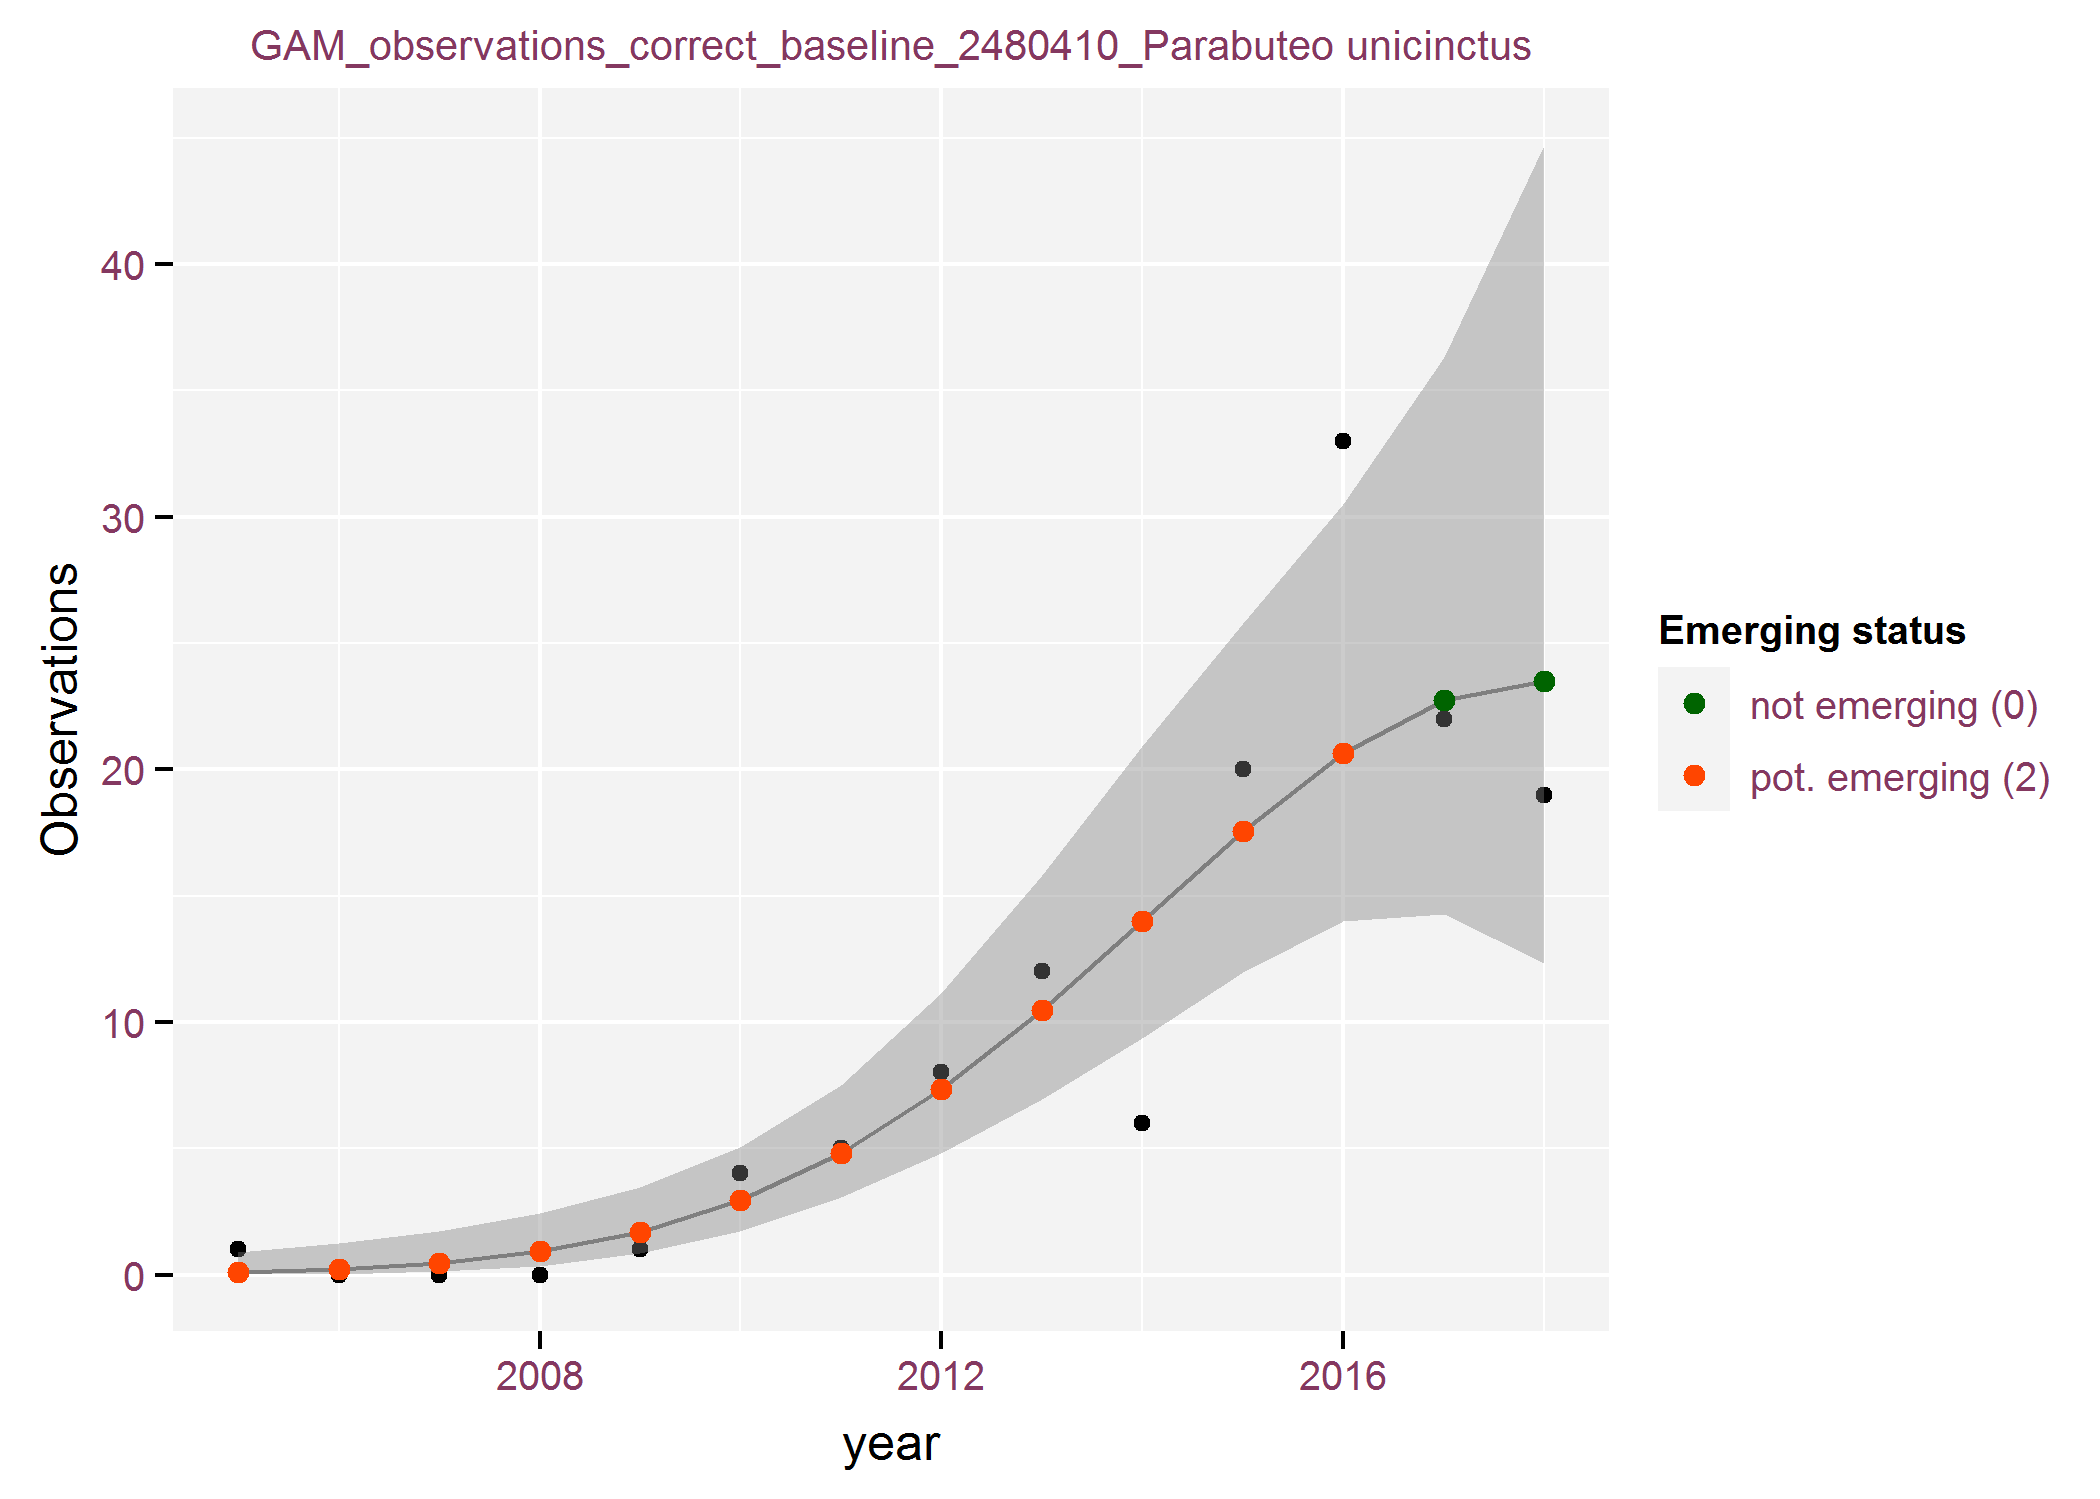 GAM_observations_correct_baseline_2480410_Parabuteo unicinctus
Observations
40
30
20
10
0
2008
2012
2016
year
Emerging status
not emerging (0)
pot. emerging (2)